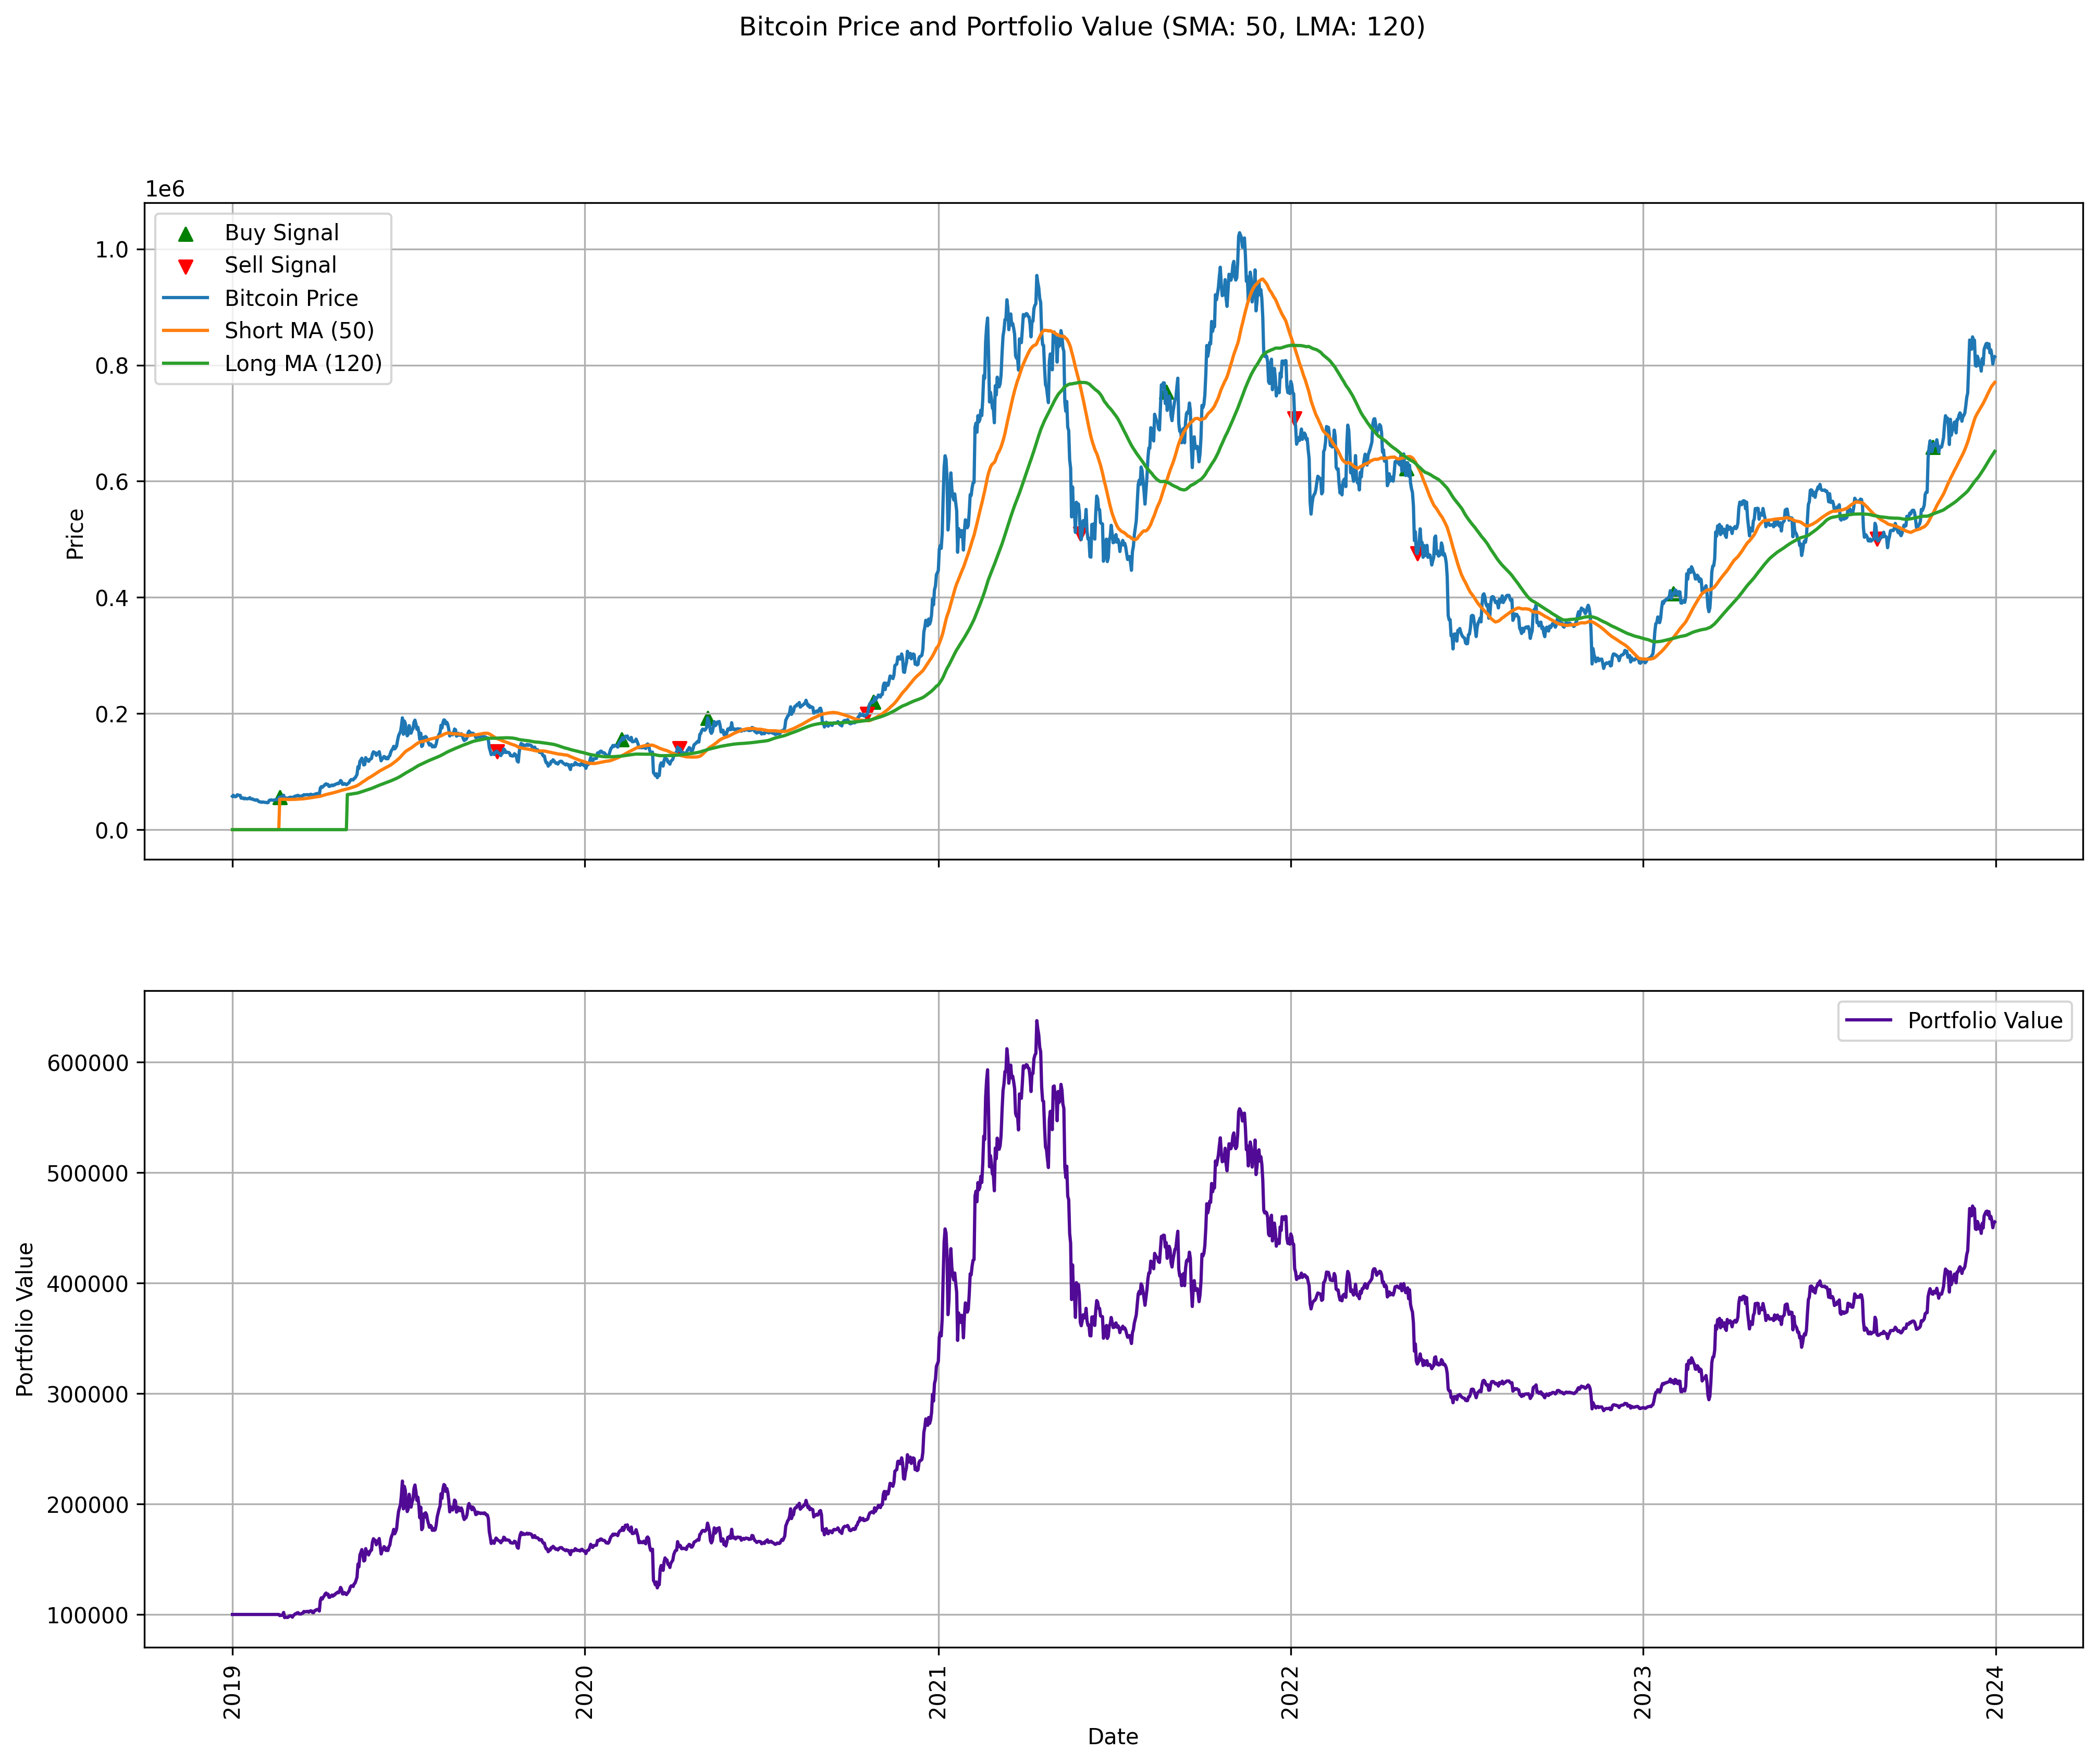 Bitcoin Price and Portfolio Value (SMA: 50, LMA: 120)
1e6
Buy Signal
Sell Signal
Bitcoin Price
Short MA (50)
Long MA (120)
1.0
0.8
0.6
0.4
0.2
0.0
Price
Portfolio Value
600000
500000
400000
300000
200000
100000
Portfolio Value
2019
2020
2021
2022
2023
2024
Date